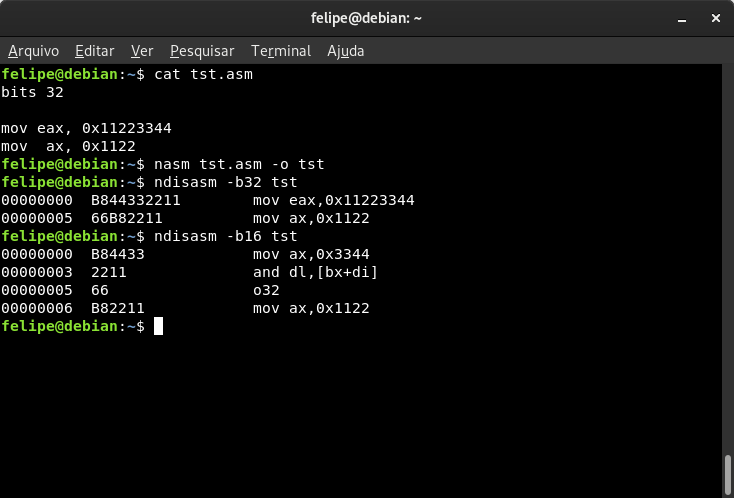 felipe@debian: ~
Arquivo Editar Ver Pesquisar Terminal Ajuda
felipe@debian:~$ cat tst.asm
bits 32
mov eax, 0x11223344
mov  ax, 0x1122
felipe@debian:~$ nasm tst.asm -o tst
felipe@debian:~$ ndisasm -b32 tst
00000000  B844332211        mov eax,0x11223344
00000005  66B82211          mov ax,0x1122
felipe@debian:~$ ndisasm -b16 tst
00000000  B84433            mov ax,0x3344
00000003  2211              and dl,[bx+di]
00000005  66                o32
00000006  B82211            mov ax,0x1122
felipe@debian:~$